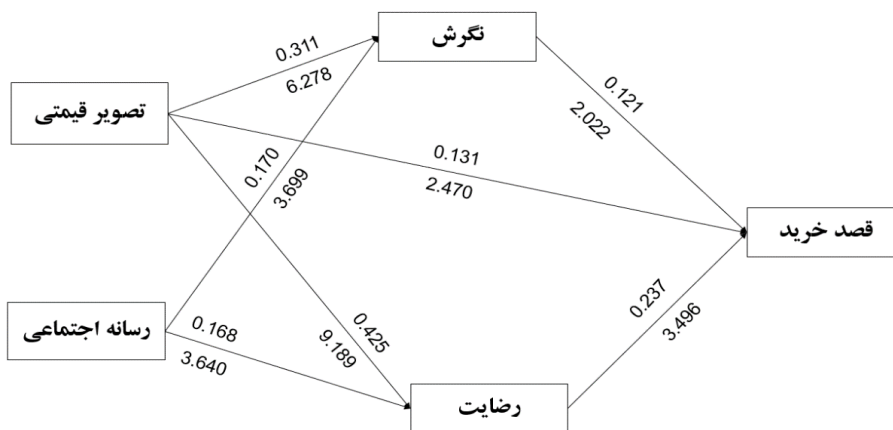 نگرش
0.311
6.278
0.121
2.022
تصویر قیمتی
0.131
2.470
0.170
3.699
قصد خرید
رسانه اجتماعی
0.168
3.640
0.425
9.189
0.237
3.496
رضایت